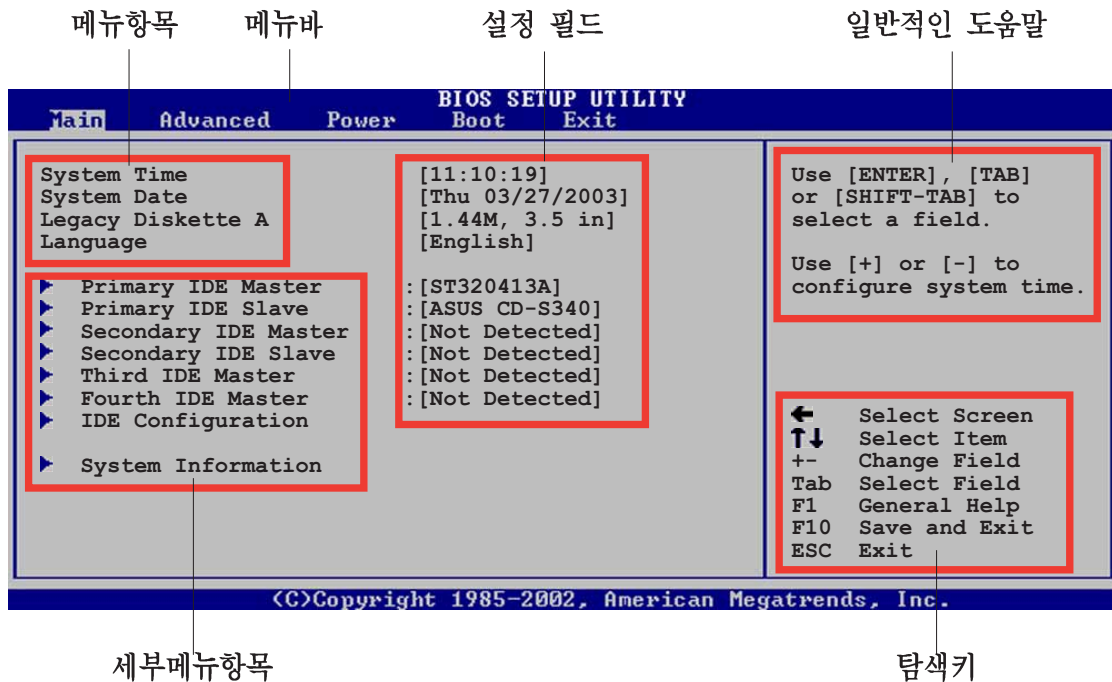 메뉴항목 메뉴바 설정 필드 일반적인 도움말
BIOS SETUP UTILITY
Main Advanced Power Boot Exit
System Time [11:10:19]
System Date [Thu 03/27/2003]
Legacy Diskette A [1.44M, 3.5 in]
Language [English]
Primary IDE Master :[ST320413A]
Primary IDE Slave :[ASUS CD-S340]
Secondary IDE Master :[Not Detected]
Secondary IDE Slave :[Not Detected]
Third IDE Master :[Not Detected]
Fourth IDE Master :[Not Detected]
IDE Configuration
System Information
Use [ENTER], [TAB]
or [SHIFT-TAB] to
select a field.
Use [+] or [-] to
configure system time.
← Select Screen
↑↓ Select Item
+- Change Field
Tab Select Field
F1 General Help
F10 Save and Exit
ESC Exit
(C)Copyright 1985-2002, American Megatrends, Inc.
세부메뉴항목 탐색키